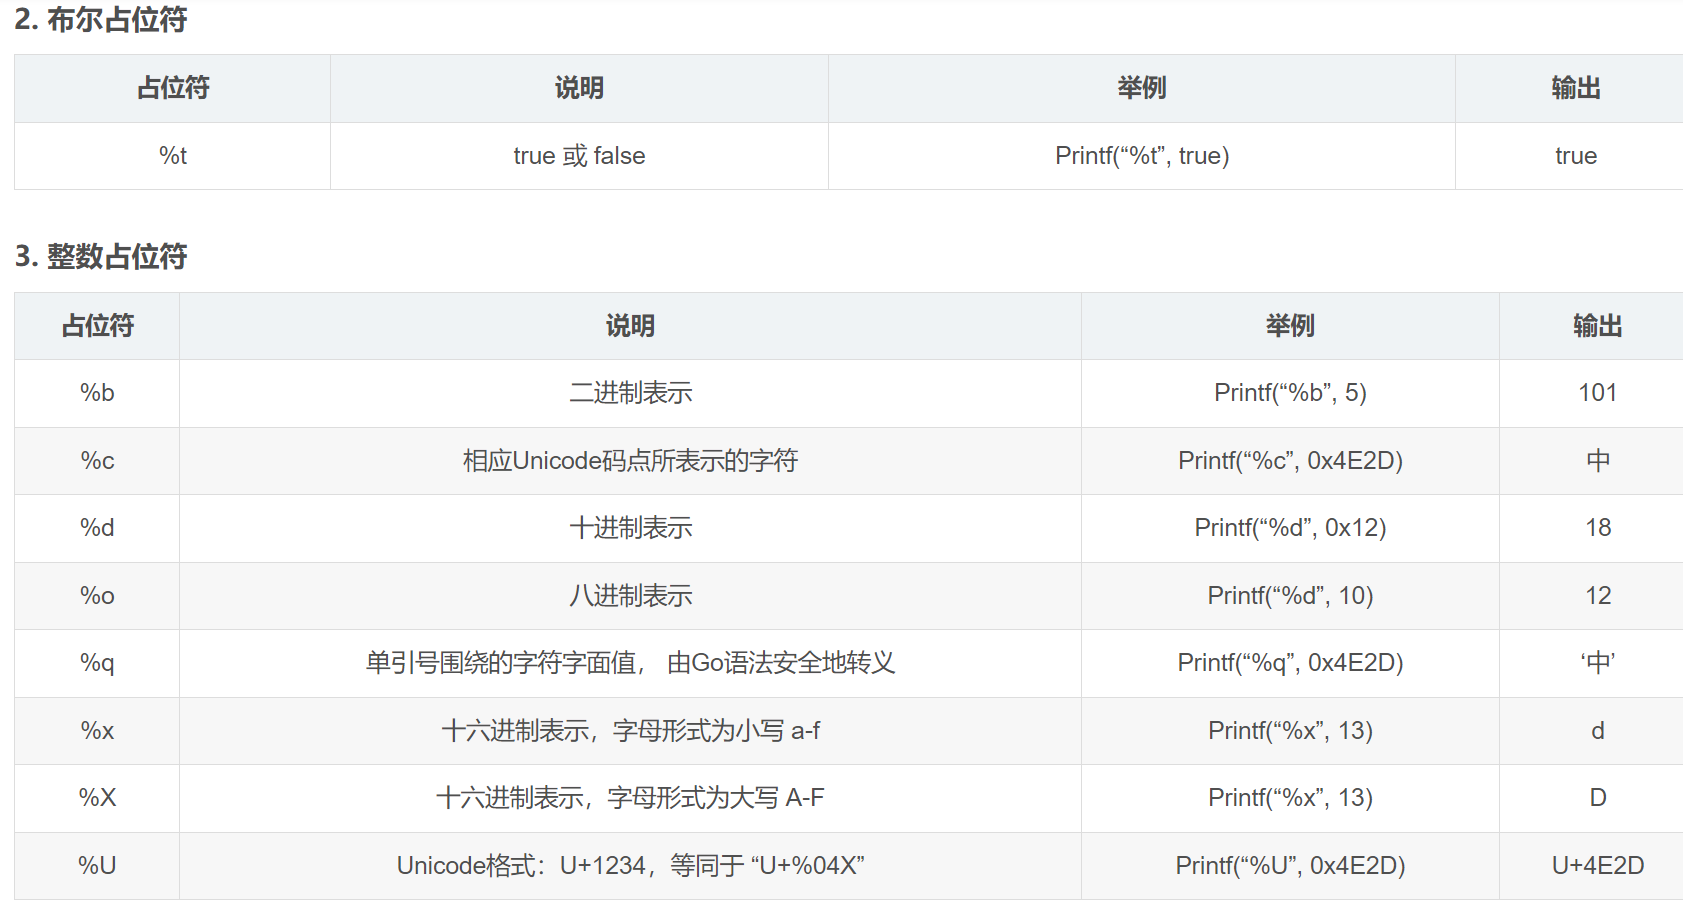 2. 布尔占位符
占位符 说明 举例 输出
%t true 或 false Printf(“%t”, true) true
3. 整数占位符
占位符 说明 举例 输出
%b 二进制表示 Printf(“%b”, 5) 101
%c 相应Unicode码点所表示的字符 Printf(“%c”, 0x4E2D) 中
%d 十进制表示 Printf(“%d”, 0x12) 18
%o 八进制表示 Printf(“%d”, 10) 12
%q 单引号围绕的字符字面值， 由Go语法安全地转义 Printf(“%q”, 0x4E2D) ‘中’
%x 十六进制表示，字母形式为小写 a-f Printf(“%x”, 13) d
%X 十六进制表示，字母形式为大写 A-F Printf(“%x”, 13) D
%U Unicode格式：U+1234，等同于 “U+%04X” Printf(“%U”, 0x4E2D) U+4E2D